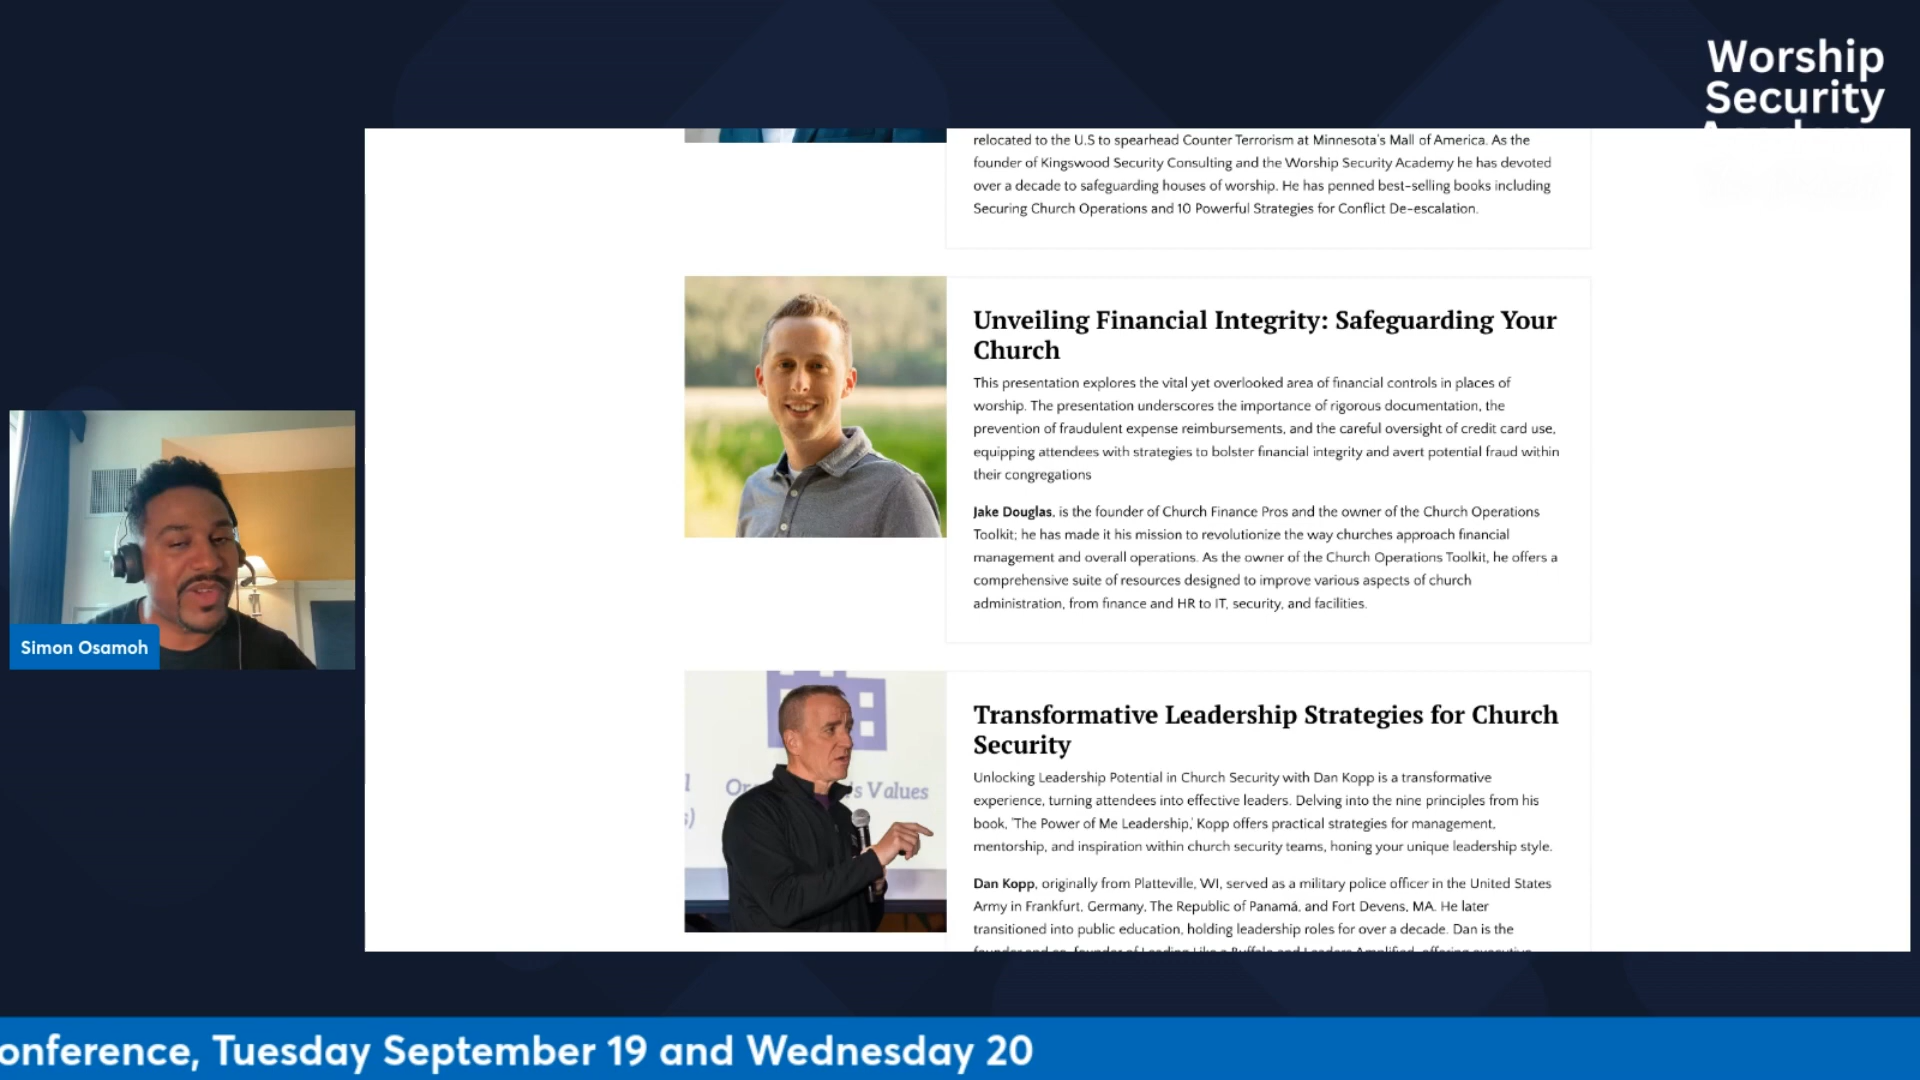 Worship
Security
relocated to the U.S to spearhead Counter Terrorism at Minnesota's Mall of America. As the
founder of Kingswood Security Consulting and the Worship Security Academy he has devoted
over a decade to safeguarding houses of worship. He has penned best-selling books including
Securing Church Operations and 10 Powerful Strategies for Conflict De-escalation.
Unveiling Financial Integrity: Safeguarding Your
Church
This presentation explores the vital yet overlooked area of financial controls in places of
worship. The presentation underscores the importance of rigorous documentation, the
prevention of fraudulent expense reimbursements, and the careful oversight of credit card use,
equipping attendees with strategies to bolster financial integrity and avert potential fraud within
their congregations
Jake Douglas, is the founder of Church Finance Pros and the owner of the Church Operations
Toolkit; he has made it his mission to revolutionize the way churches approach financial
management and overall operations. As the owner of the Church Operations Toolkit, he offers a
comprehensive suite of resources designed to improve various aspects of church
administration, from finance and HR to IT, security, and facilities.
Simon Osamoh
s Values
Transformative Leadership Strategies for Church
Security
Unlocking Leadership Potential in Church Security with Dan Kopp is a transformative
experience, turning attendees into effective leaders. Delving into the nine principles from his
book, 'The Power of Me Leadership,' Kopp offers practical strategies for management,
mentorship, and inspiration within church security teams, honing your unique leadership style.
Dan Kopp, originally from Platteville, WI, served as a military police officer in the United States
Army in Frankfurt, Germany, The Republic of Panamá, and Fort Devens, MA. He later
transitioned into public education, holding leadership roles for over a decade. Dan is the
founder and co-founder of Leading Like a Buffalo and Leaders Amplified, offering executive
onference, Tuesday September 19 and Wednesday 20